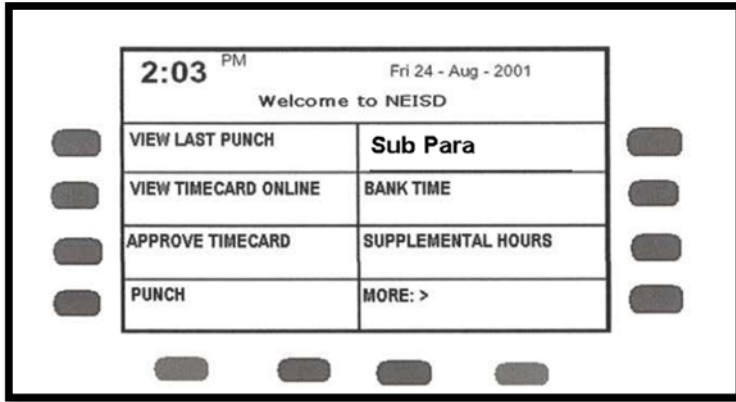 2:03 PM Fri 24 - Aug - 2001
Welcome to NEISD
VIEW LAST PUNCH Sub Para
VIEW TIMECARD ONLINE BANK TIME
APPROVE TIMECARD SUPPLEMENTAL HOURS
PUNCH MORE: >